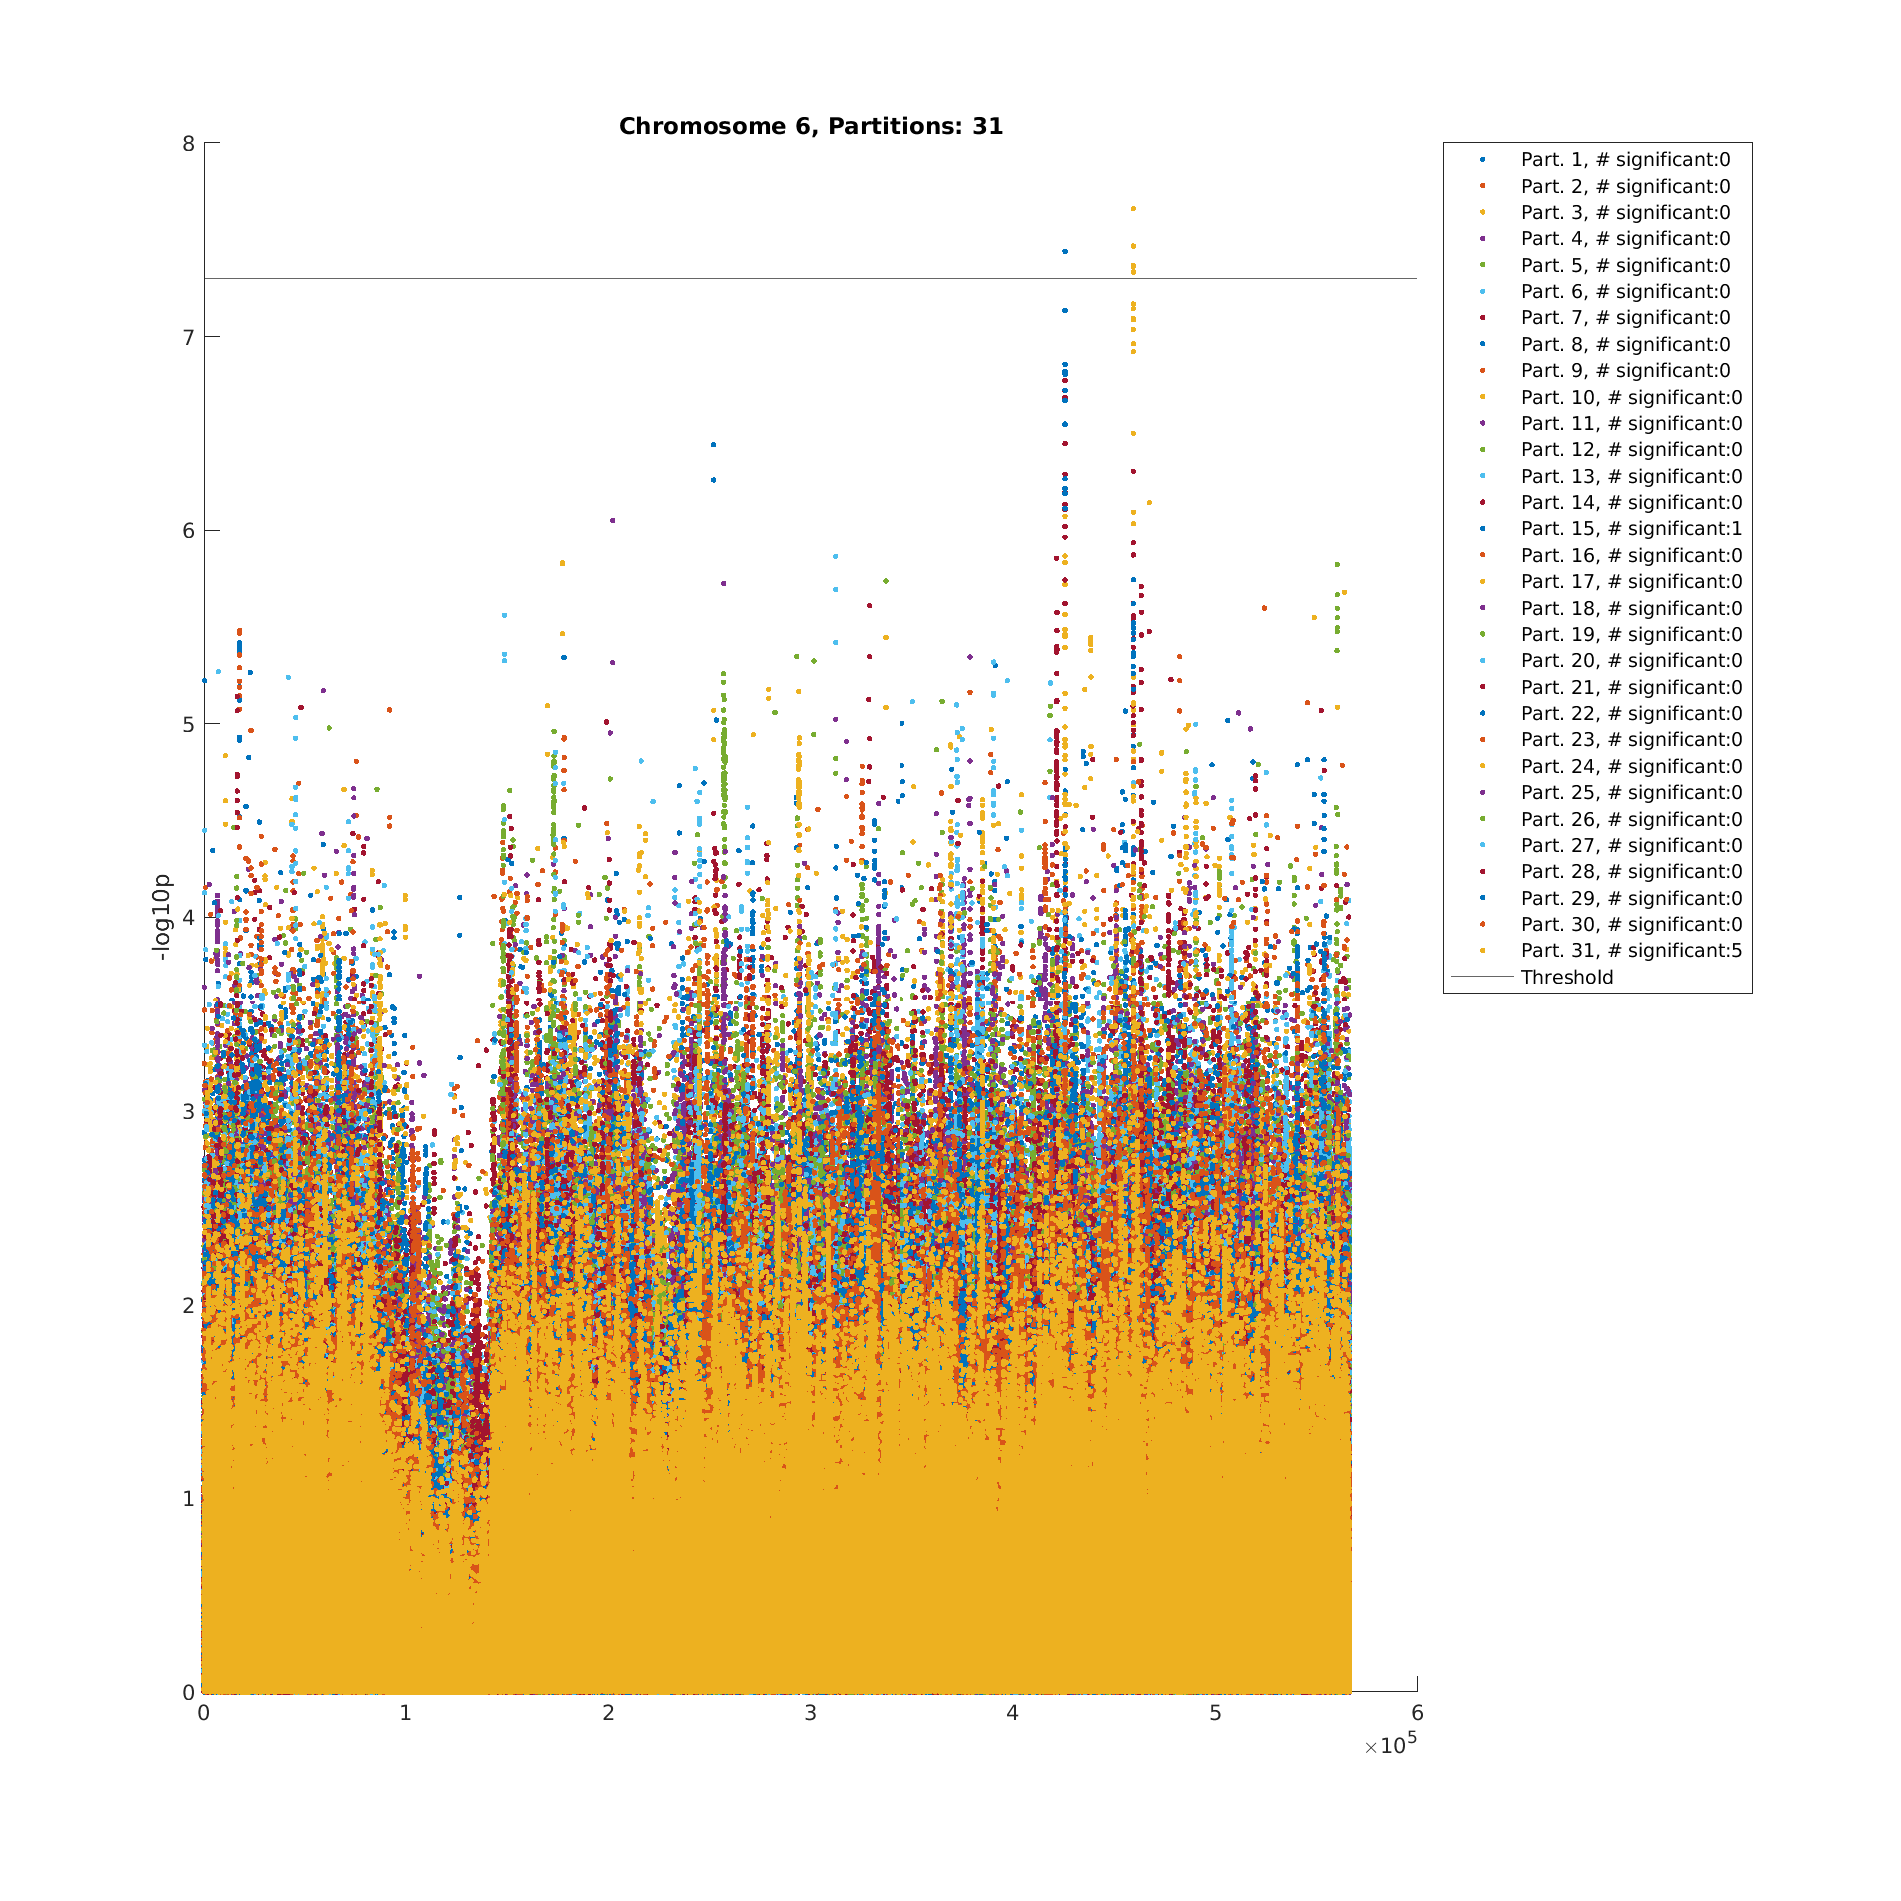 Chromosome 6, Partitions: 31
8
7
6
5
4
3
2
1
0
-log10p
0 1 2 3 4 5 6
×10^5
Part. 1, # significant:0
Part. 2, # significant:0
Part. 3, # significant:0
Part. 4, # significant:0
Part. 5, # significant:0
Part. 6, # significant:0
Part. 7, # significant:0
Part. 8, # significant:0
Part. 9, # significant:0
Part. 10, # significant:0
Part. 11, # significant:0
Part. 12, # significant:0
Part. 13, # significant:0
Part. 14, # significant:0
Part. 15, # significant:1
Part. 16, # significant:0
Part. 17, # significant:0
Part. 18, # significant:0
Part. 19, # significant:0
Part. 20, # significant:0
Part. 21, # significant:0
Part. 22, # significant:0
Part. 23, # significant:0
Part. 24, # significant:0
Part. 25, # significant:0
Part. 26, # significant:0
Part. 27, # significant:0
Part. 28, # significant:0
Part. 29, # significant:0
Part. 30, # significant:0
Part. 31, # significant:5
Threshold